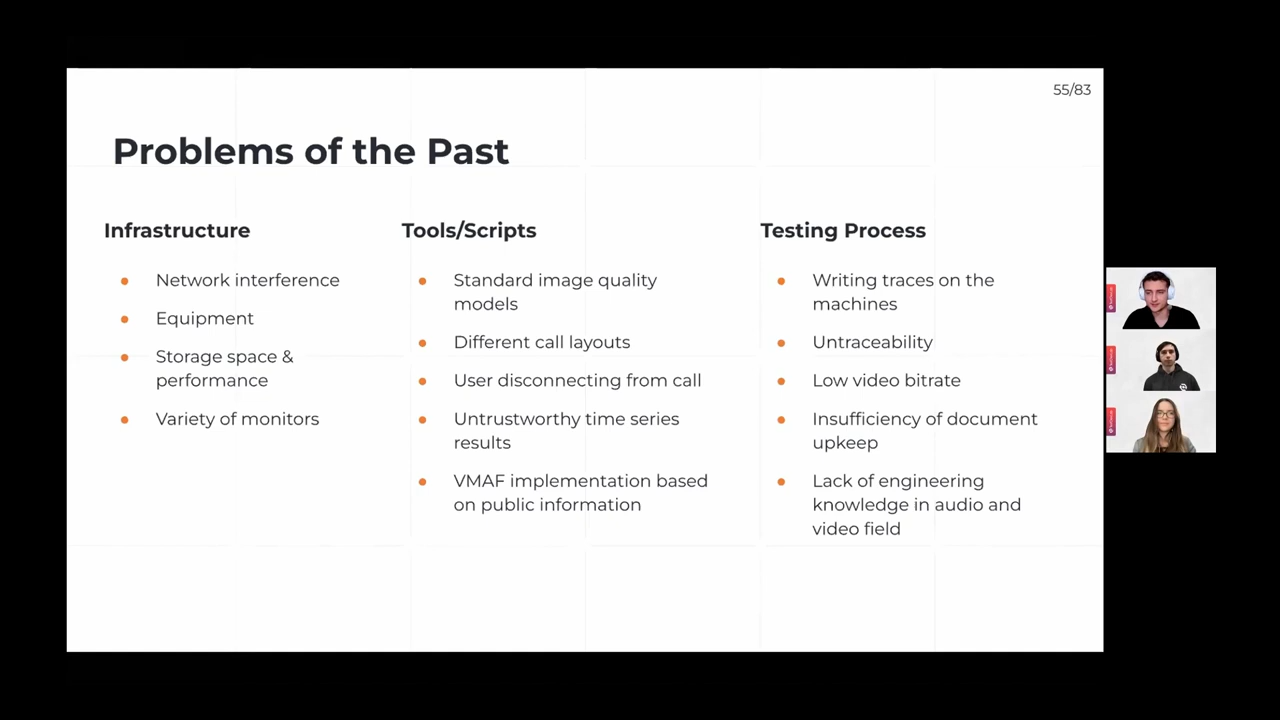 55/83
Problems of the Past
Infrastructure
Network interference
Equipment
Storage space &
performance
Variety of monitors
Tools/Scripts
Standard image quality
models
Different call layouts
User disconnecting from call
Untrustworthy time series
results
VMAF implementation based
on public information
Testing Process
Writing traces on the
machines
Untraceability
Low video bitrate
Insufficiency of document
upkeep
Lack of engineering
knowledge in audio and
video field